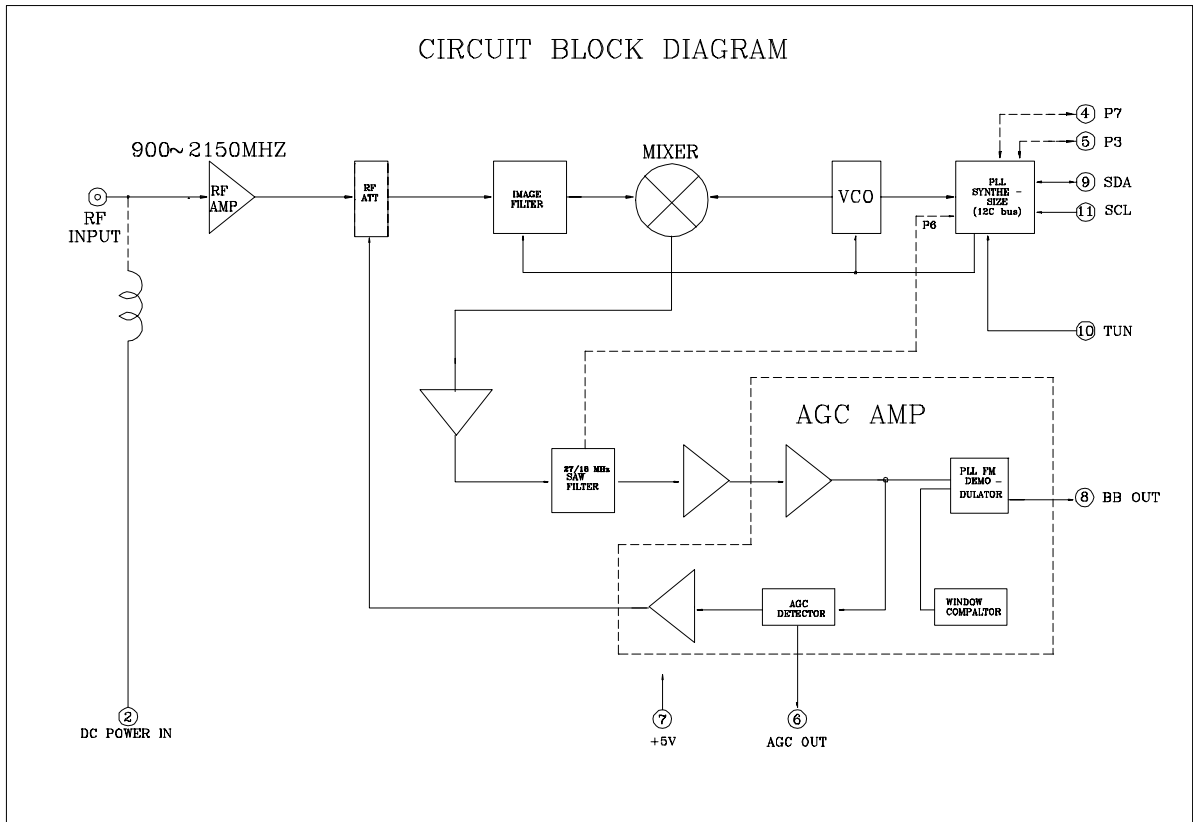 CIRCUIT BLOCK DIAGRAM
4 P7
5 P3
900~2150MHZ
MIXER
RF
AMP
RF
ATT
IMAGE
FILTER
VCO
PLL
SYNTHE -
SIZE
(12C bus)
9 SDA
11 SCL
RF
INPUT
P6
10 TUN
AGC AMP
27/18 MHz
SAW
FILTER
PLL FM
DEMO -
DULATOR
8 BB OUT
AGC
DETECTOR
WINDOW
COMPALTOR
2
DC POWER IN
7
+5V
6
AGC OUT